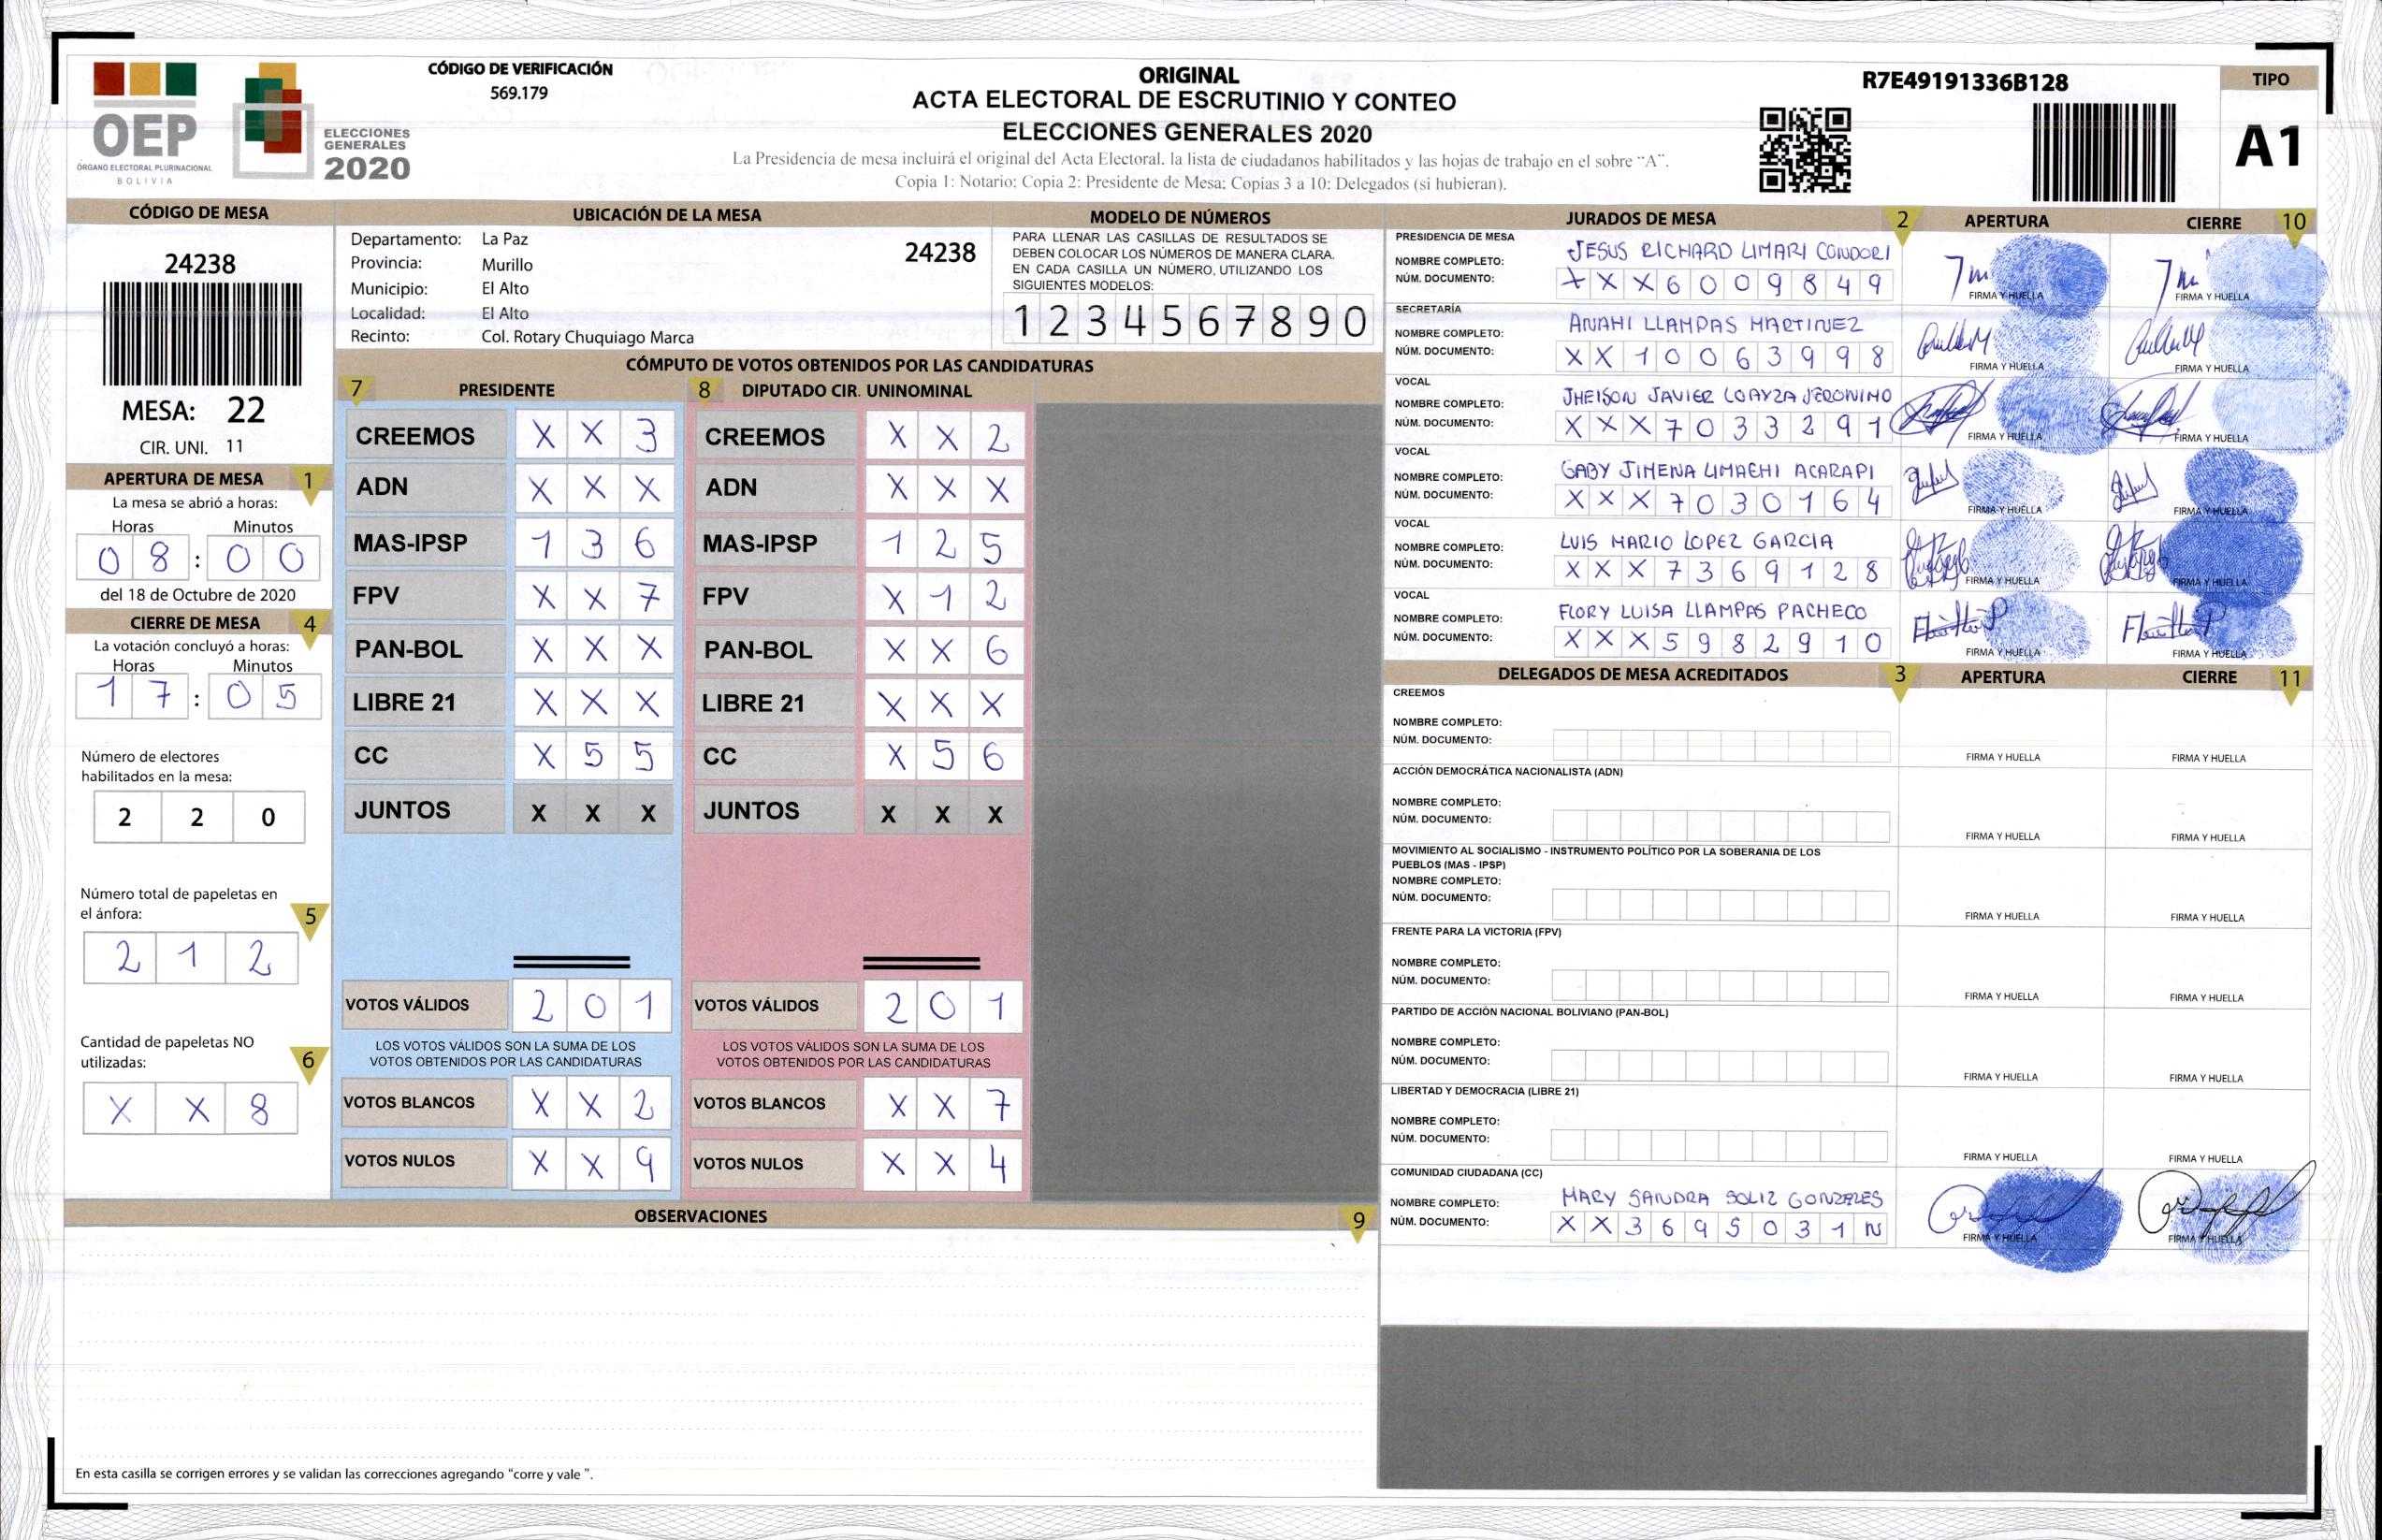 OEP
ÓRGANO ELECTORAL PLURINACIONAL
BOLIVIA
ELECCIONES
GENERALES
2020
CÓDIGO DE VERIFICACIÓN
569.179
ORIGINAL
ACTA ELECTORAL DE ESCRUTINIO Y CONTEO
ELECCIONES GENERALES 2020
La Presidencia de mesa incluirá el original del Acta Electoral, la lista de ciudadanos habilitados y las hojas de trabajo en el sobre "A".
Copia 1: Notario; Copia 2: Presidente de Mesa; Copias 3 a 10: Delegados (si hubieran).
R7E49191336B128
TIPO
A1
CÓDIGO DE MESA
24238
MESA: 22
CIR. UNI. 11
APERTURA DE MESA 1
La mesa se abrió a horas:
Horas Minutos
0 8 : 0 0
del 18 de Octubre de 2020
CIERRE DE MESA 4
La votación concluyó a horas:
Horas Minutos
1 7 : 0 5
Número de electores
habilitados en la mesa:
2 2 0
Número total de papeletas en
el ánfora: 5
2 1 2
Cantidad de papeletas NO
utilizadas: 6
X X 8
UBICACIÓN DE LA MESA
Departamento: La Paz 24238
Provincia: Murillo
Municipio: El Alto
Localidad: El Alto
Recinto: Col. Rotary Chuquiago Marca
MODELO DE NÚMEROS
PARA LLENAR LAS CASILLAS DE RESULTADOS SE
DEBEN COLOCAR LOS NÚMEROS DE MANERA CLARA.
EN CADA CASILLA UN NÚMERO, UTILIZANDO LOS
SIGUIENTES MODELOS:
1 2 3 4 5 6 7 8 9 0
CÓMPUTO DE VOTOS OBTENIDOS POR LAS CANDIDATURAS
7 PRESIDENTE
CREEMOS X X 3
ADN X X X
MAS-IPSP 1 3 6
FPV X X 7
PAN-BOL X X X
LIBRE 21 X X X
CC X 5 5
JUNTOS X X X
VOTOS VÁLIDOS 2 0 1
LOS VOTOS VÁLIDOS SON LA SUMA DE LOS
VOTOS OBTENIDOS POR LAS CANDIDATURAS
VOTOS BLANCOS X X 2
VOTOS NULOS X X 9
8 DIPUTADO CIR. UNINOMINAL
CREEMOS X X 2
ADN X X X
MAS-IPSP 1 2 5
FPV X 1 2
PAN-BOL X X 6
LIBRE 21 X X X
CC X 5 6
JUNTOS X X X
VOTOS VÁLIDOS 2 0 1
LOS VOTOS VÁLIDOS SON LA SUMA DE LOS
VOTOS OBTENIDOS POR LAS CANDIDATURAS
VOTOS BLANCOS X X 7
VOTOS NULOS X X 4
OBSERVACIONES 9
En esta casilla se corrigen errores y se validan las correcciones agregando "corre y vale ".
JURADOS DE MESA 2 APERTURA CIERRE 10
PRESIDENCIA DE MESA
NOMBRE COMPLETO: JESUS RICHARD LIMARI CONDORI
NÚM. DOCUMENTO: X X X 6 0 0 9 8 4 9
FIRMA Y HUELLA FIRMA Y HUELLA
SECRETARÍA
NOMBRE COMPLETO: ANAHI LLAMPAS MARTINEZ
NÚM. DOCUMENTO: X X 1 0 0 6 3 9 9 8
FIRMA Y HUELLA FIRMA Y HUELLA
VOCAL
NOMBRE COMPLETO: JHEISON JAVIER LOAYZA JERONIMO
NÚM. DOCUMENTO: X X X 7 0 3 3 2 9 1
FIRMA Y HUELLA FIRMA Y HUELLA
VOCAL
NOMBRE COMPLETO: GABY JIMENA LIMACHI ACARAPI
NÚM. DOCUMENTO: X X X 7 0 3 0 1 6 4
FIRMA Y HUELLA FIRMA Y HUELLA
VOCAL
NOMBRE COMPLETO: LUIS MARIO LOPEZ GARCIA
NÚM. DOCUMENTO: X X X 7 3 6 9 1 2 8
FIRMA Y HUELLA FIRMA Y HUELLA
VOCAL
NOMBRE COMPLETO: FLORY LUISA LLAMPAS PACHECO
NÚM. DOCUMENTO: X X X 5 9 8 2 9 1 0
FIRMA Y HUELLA FIRMA Y HUELLA
DELEGADOS DE MESA ACREDITADOS 3 APERTURA CIERRE 11
CREEMOS
NOMBRE COMPLETO:
NÚM. DOCUMENTO:
FIRMA Y HUELLA FIRMA Y HUELLA
ACCIÓN DEMOCRÁTICA NACIONALISTA (ADN)
NOMBRE COMPLETO:
NÚM. DOCUMENTO:
FIRMA Y HUELLA FIRMA Y HUELLA
MOVIMIENTO AL SOCIALISMO - INSTRUMENTO POLÍTICO POR LA SOBERANIA DE LOS
PUEBLOS (MAS - IPSP)
NOMBRE COMPLETO:
NÚM. DOCUMENTO:
FIRMA Y HUELLA FIRMA Y HUELLA
FRENTE PARA LA VICTORIA (FPV)
NOMBRE COMPLETO:
NÚM. DOCUMENTO:
FIRMA Y HUELLA FIRMA Y HUELLA
PARTIDO DE ACCIÓN NACIONAL BOLIVIANO (PAN-BOL)
NOMBRE COMPLETO:
NÚM. DOCUMENTO:
FIRMA Y HUELLA FIRMA Y HUELLA
LIBERTAD Y DEMOCRACIA (LIBRE 21)
NOMBRE COMPLETO:
NÚM. DOCUMENTO:
FIRMA Y HUELLA FIRMA Y HUELLA
COMUNIDAD CIUDADANA (CC)
NOMBRE COMPLETO: MARY SANDRA SOLIZ GONZALES
NÚM. DOCUMENTO: X X 3 6 9 5 0 3 1 N
FIRMA Y HUELLA FIRMA Y HUELLA